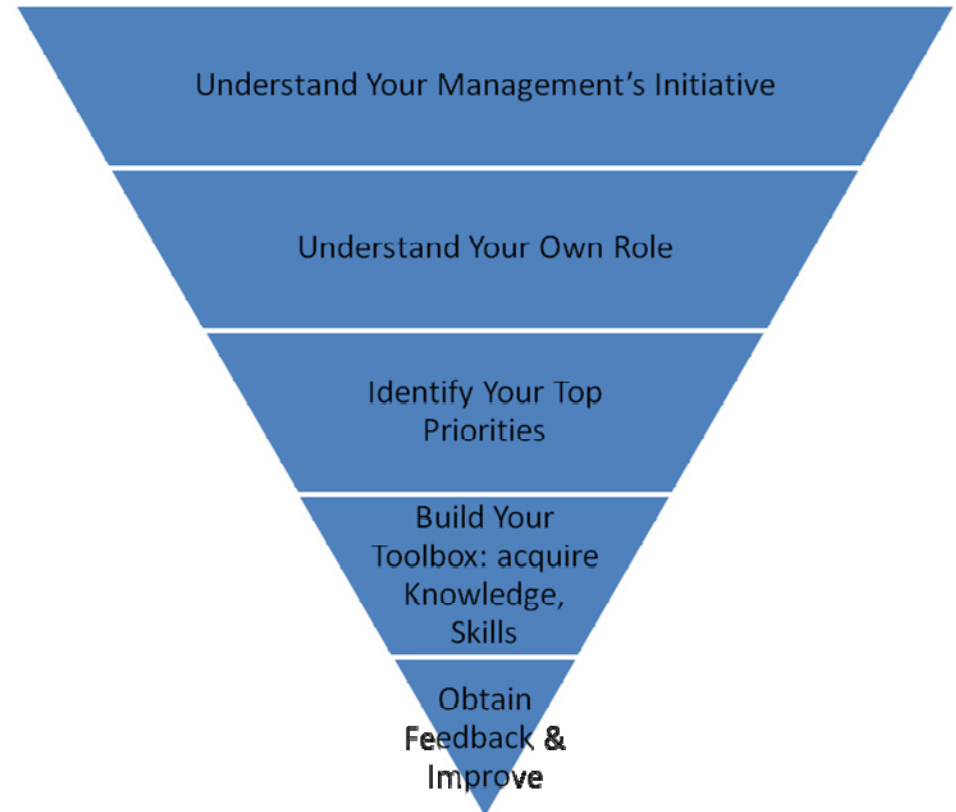 Understand Your Management’s Initiative
Understand Your Own Role
Identify Your Top
Priorities
Build Your
Toolbox: acquire
Knowledge,
Skills
Obtain
Feedback &
Improve